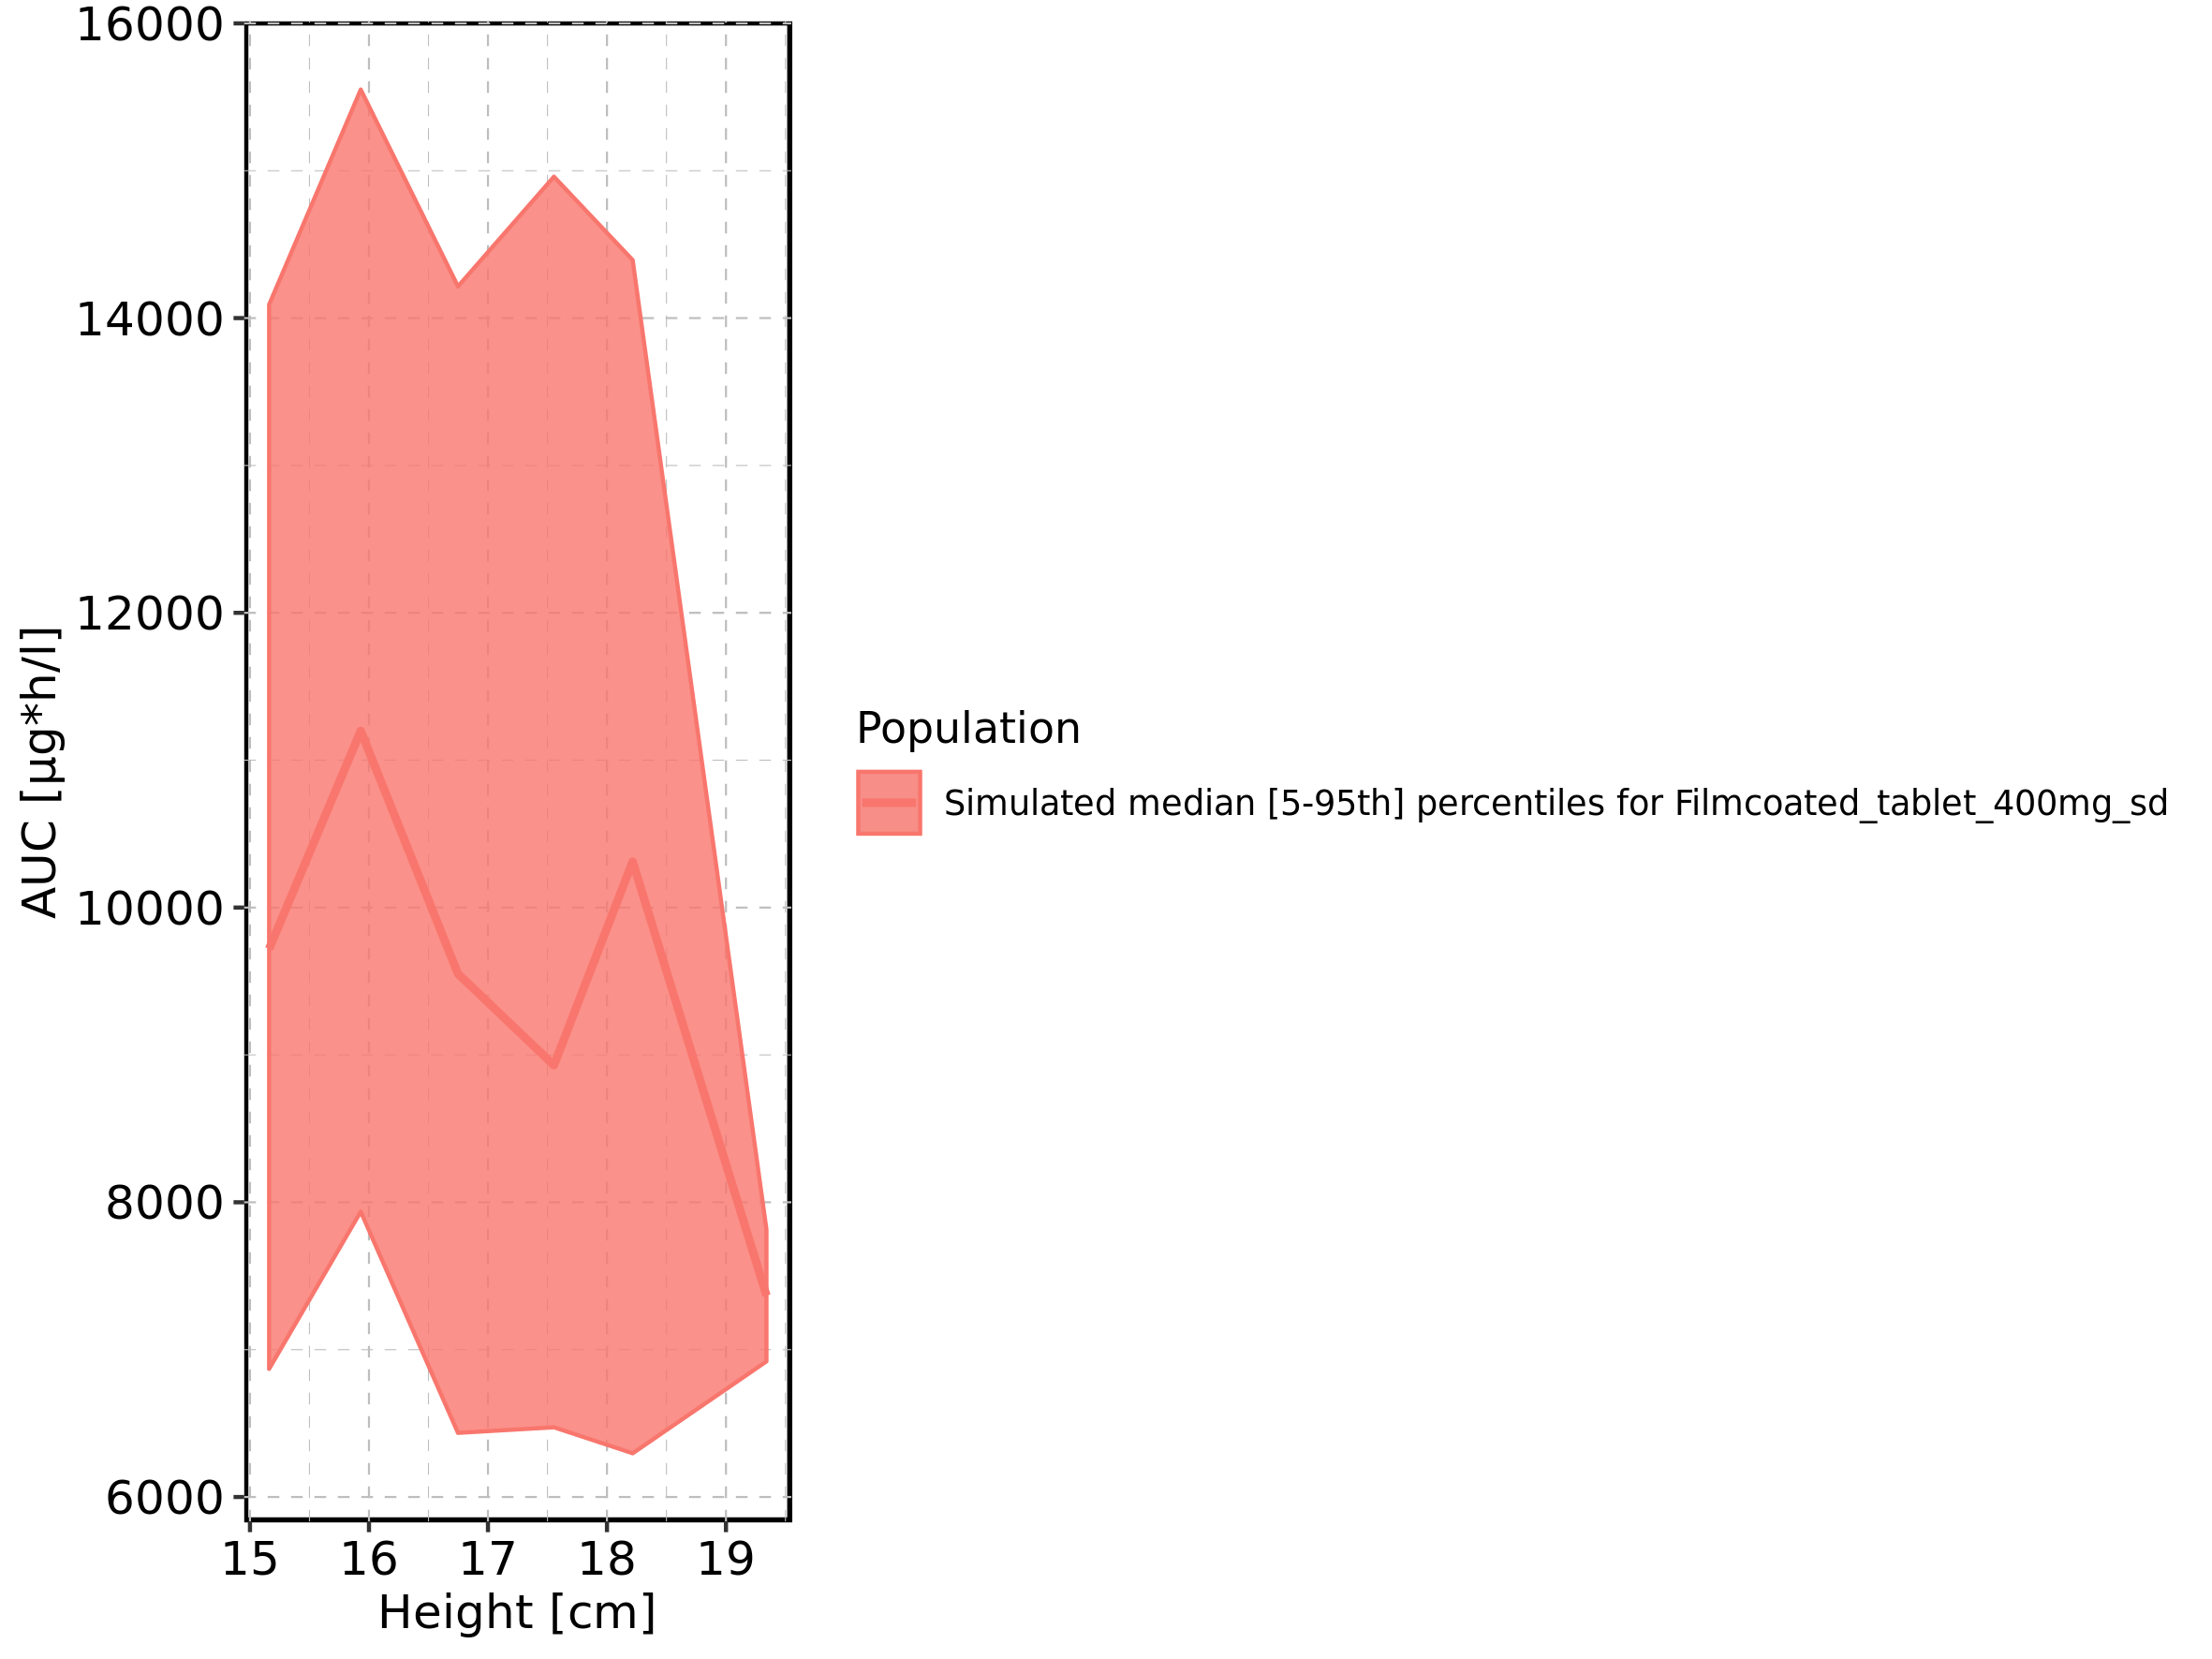 16000
14000
12000
10000
8000
6000
AUC [µg*h/l]
15 16 17 18 19
Height [cm]
Population
Simulated median [5-95th] percentiles for Filmcoated_tablet_400mg_sd